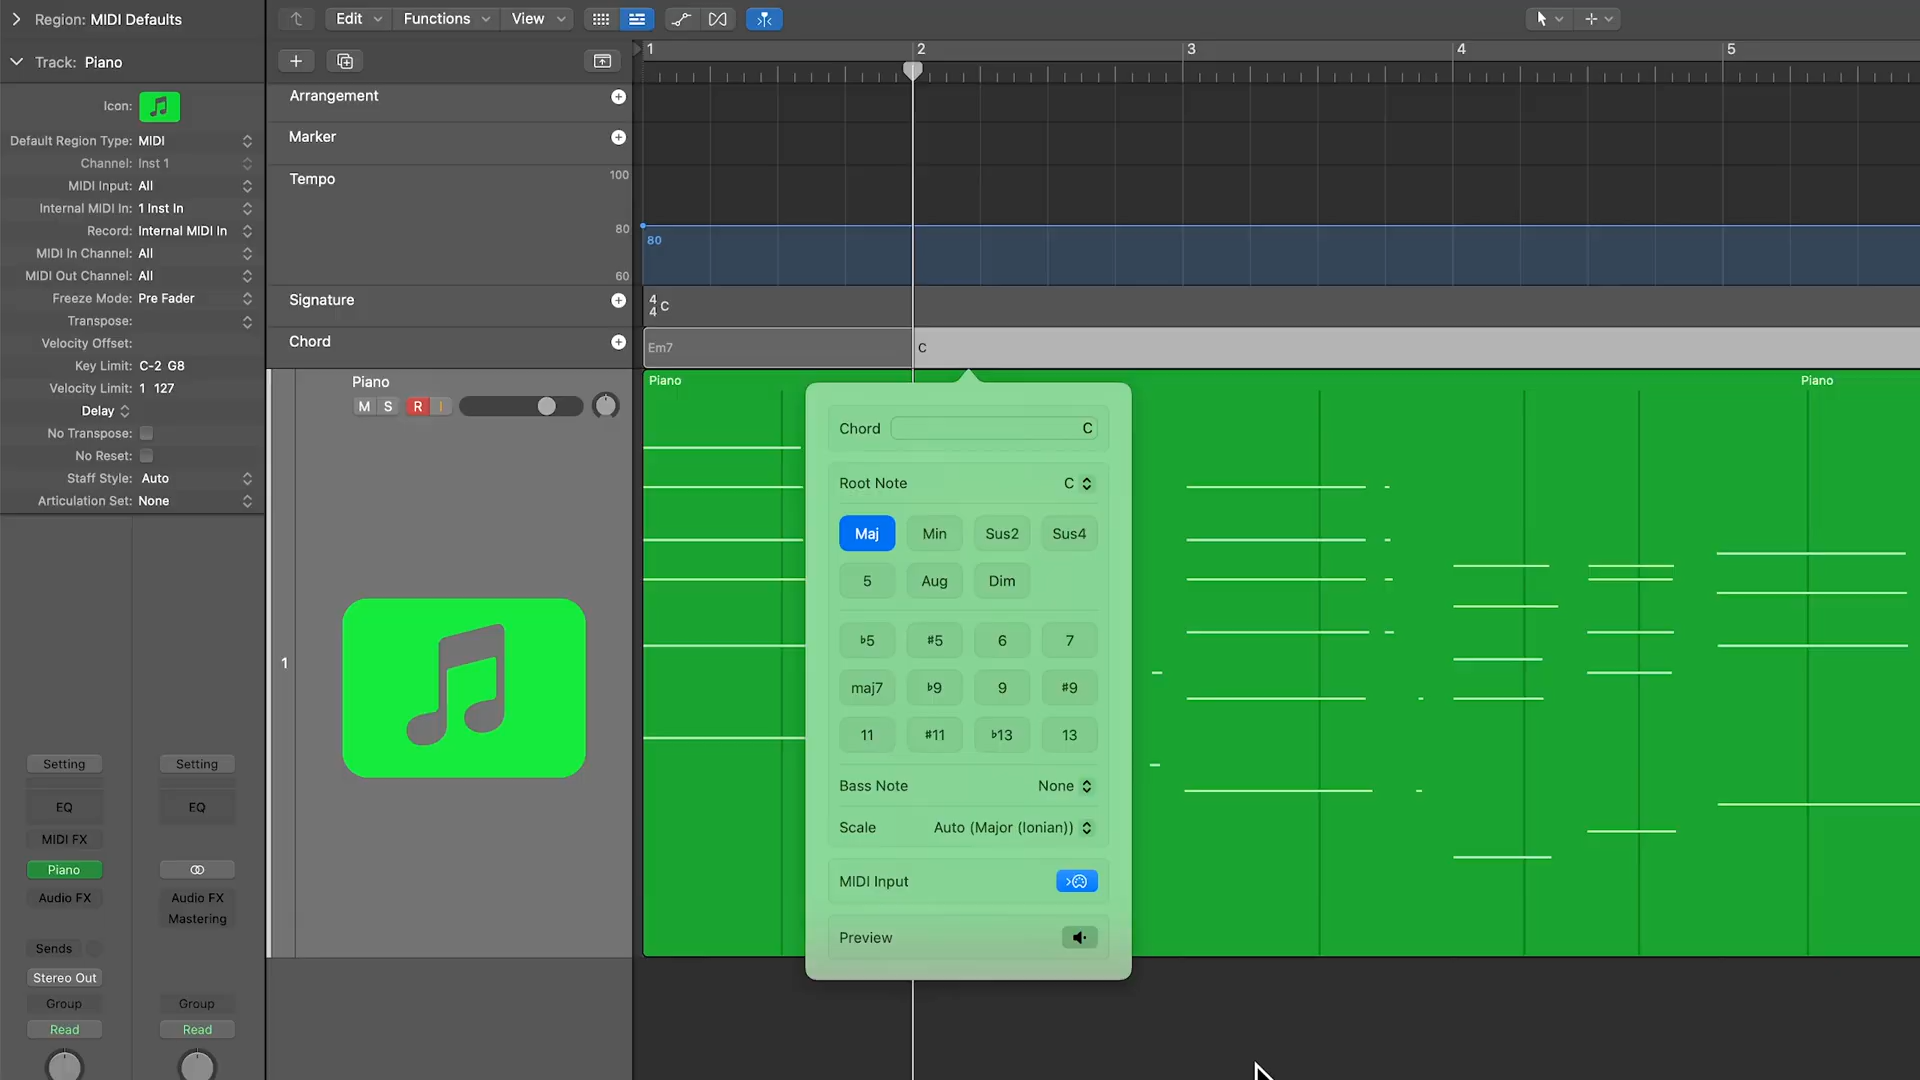 Region: MIDI Defaults
Edit
Functions
View
Track: Piano
1
2
3
4
5
Icon:
Default Region Type: MIDI
Channel: Inst 1
MIDI Input: All
Internal MIDI In: 1 Inst In
Record: Internal MIDI In
MIDI In Channel: All
MIDI Out Channel: All
Freeze Mode: Pre Fader
Transpose:
Velocity Offset:
Key Limit: C-2 G8
Velocity Limit: 1 127
Delay
No Transpose:
No Reset:
Staff Style: Auto
Articulation Set: None
Arrangement
Marker
Tempo
100
80
60
80
Signature
4
4 C
Chord
Em7
C
Piano
M S R I
1
Piano
Piano
Chord C
Root Note C
Maj Min Sus2 Sus4
5 Aug Dim
♭5 #5 6 7
maj7 ♭9 9 #9
11 #11 ♭13 13
Bass Note None
Scale Auto (Major (Ionian))
MIDI Input
Preview
Setting Setting
EQ EQ
MIDI FX
Piano
Audio FX Audio FX
Mastering
Sends
Stereo Out
Group Group
Read Read